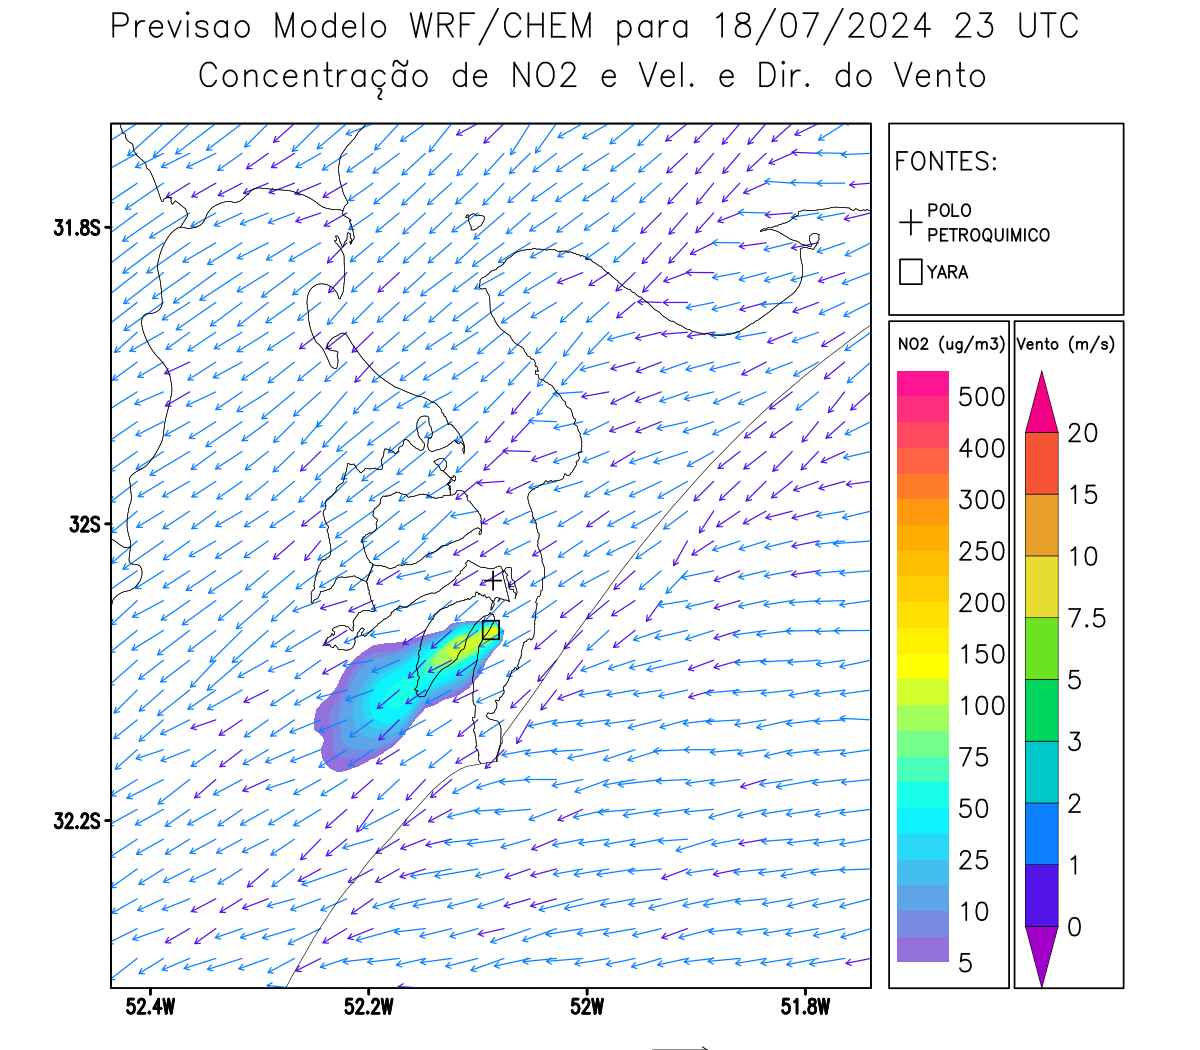 Previsao Modelo WRF/CHEM para 18/07/2024 23 UTC
Concentração de NO2 e Vel. e Dir. do Vento
FONTES:
POLO
PETROQUIMICO
YARA
NO2 (ug/m3)
500
400
300
250
200
150
100
75
50
25
10
5
Vento (m/s)
20
15
10
7.5
5
3
2
1
0
31.8S
32S
32.2S
52.4W
52.2W
52W
51.8W